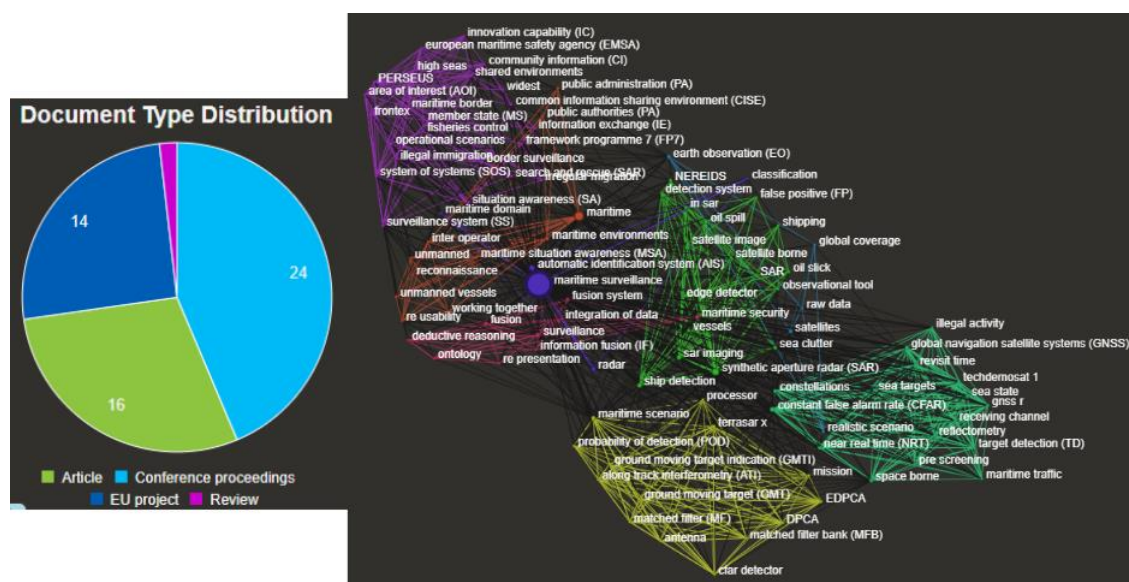 Document Type Distribution
14
24
16
Article
Conference proceedings
EU project
Review
innovation capability (IC)
european maritime safety agency (EMSA)
community information (CI)
high seas
shared environments
PERSEUS
widest
public administration (PA)
area of interest (AOI)
maritime border
common information sharing environment (CISE)
frontex
member state (MS)
public authorities (PA)
fisheries control
information exchange (IE)
operational scenarios
framework programme 7 (FP7)
illegal immigration
border surveillance
earth observation (EO)
system of systems (SOS)
search and rescue (SAR)
irregular migration
NEREIDS
classification
detection system
false positive (FP)
in sar
situation awareness (SA)
maritime domain
maritime
oil spill
shipping
surveillance system (SS)
inter operator
maritime environments
satellite image
global coverage
unmanned
maritime situation awareness (MSA)
satellite borne
automatic identification system (AIS)
reconnaissance
SAR
oil slick
maritime surveillance
observational tool
unmanned vessels
fusion system
edge detector
raw data
working together
re usability
fusion
integration of data
maritime security
deductive reasoning
surveillance
vessels
satellites
illegal activity
information fusion (IF)
sea clutter
global navigation satellite systems (GNSS)
ontology
re presentation
sar imaging
revisit time
radar
synthetic aperture radar (SAR)
techdemosat 1
ship detection
constellations
sea targets
sea state
processor
gnss r
constant false alarm rate (CFAR)
maritime scenario
receiving channel
terrasar x
realistic scenario
reflectometry
probability of detection (POD)
near real time (NRT)
target detection (TD)
ground moving target indication (GMTI)
pre screening
along track interferometry (ATI)
mission
space borne
maritime traffic
ground moving target (GMT)
EDPCA
matched filter (MF)
DPCA
antenna
matched filter bank (MFB)
cfar detector